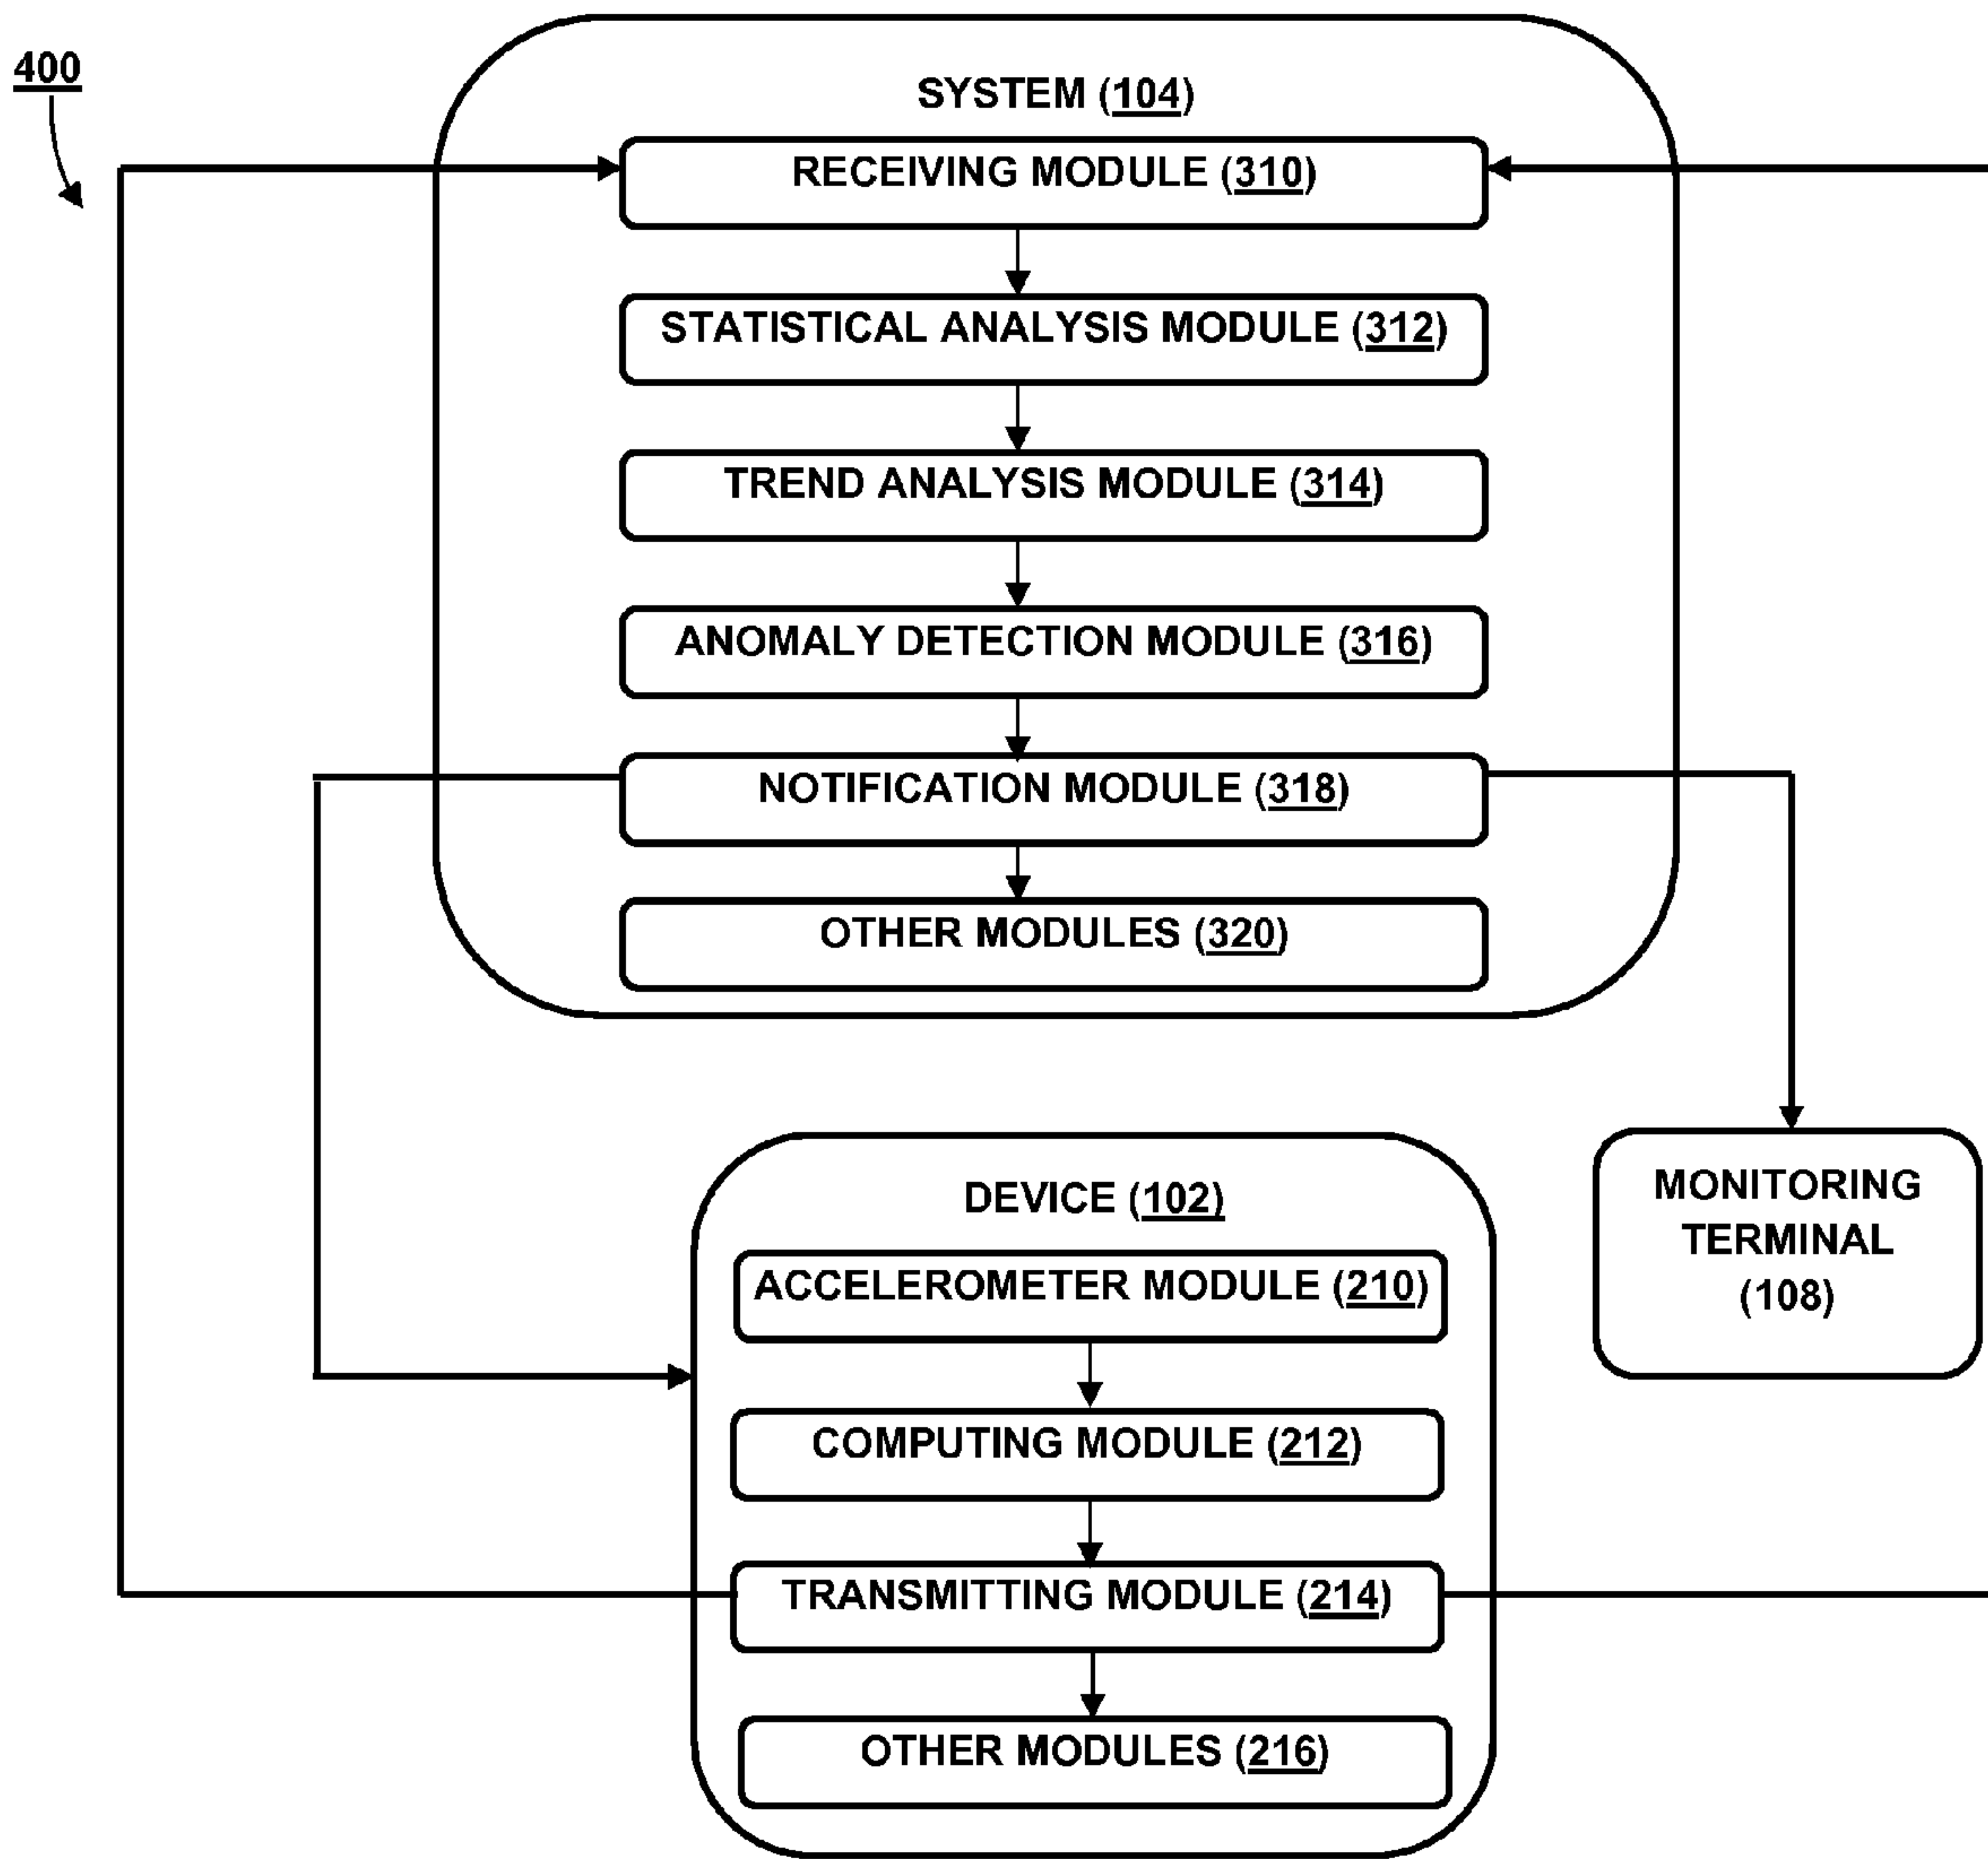 400
SYSTEM (104)
RECEIVING MODULE (310)
STATISTICAL ANALYSIS MODULE (312)
TREND ANALYSIS MODULE (314)
ANOMALY DETECTION MODULE (316)
NOTIFICATION MODULE (318)
OTHER MODULES (320)
DEVICE (102)
ACCELEROMETER MODULE (210)
COMPUTING MODULE (212)
TRANSMITTING MODULE (214)
OTHER MODULES (216)
MONITORING
TERMINAL
(108)